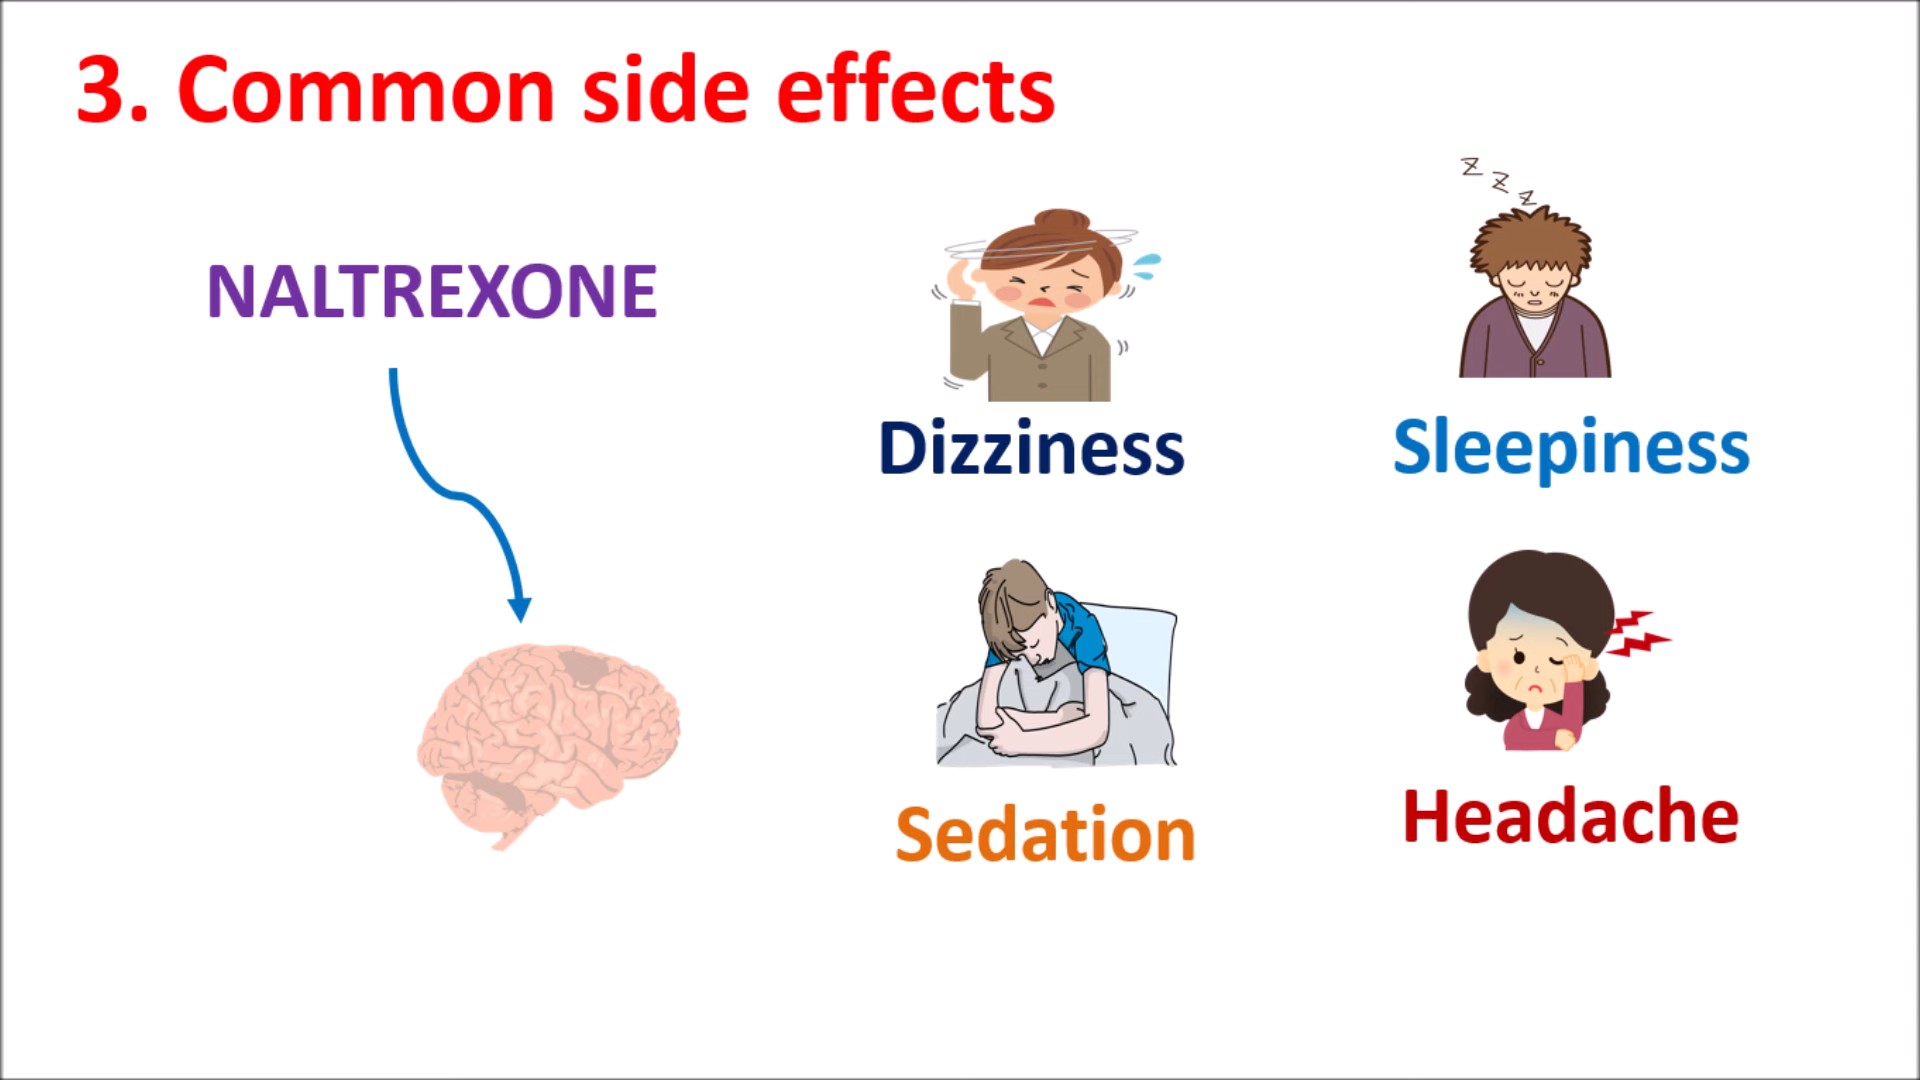 3. Common side effects
NALTREXONE
z
z
z
Dizziness
Sleepiness
Sedation
Headache